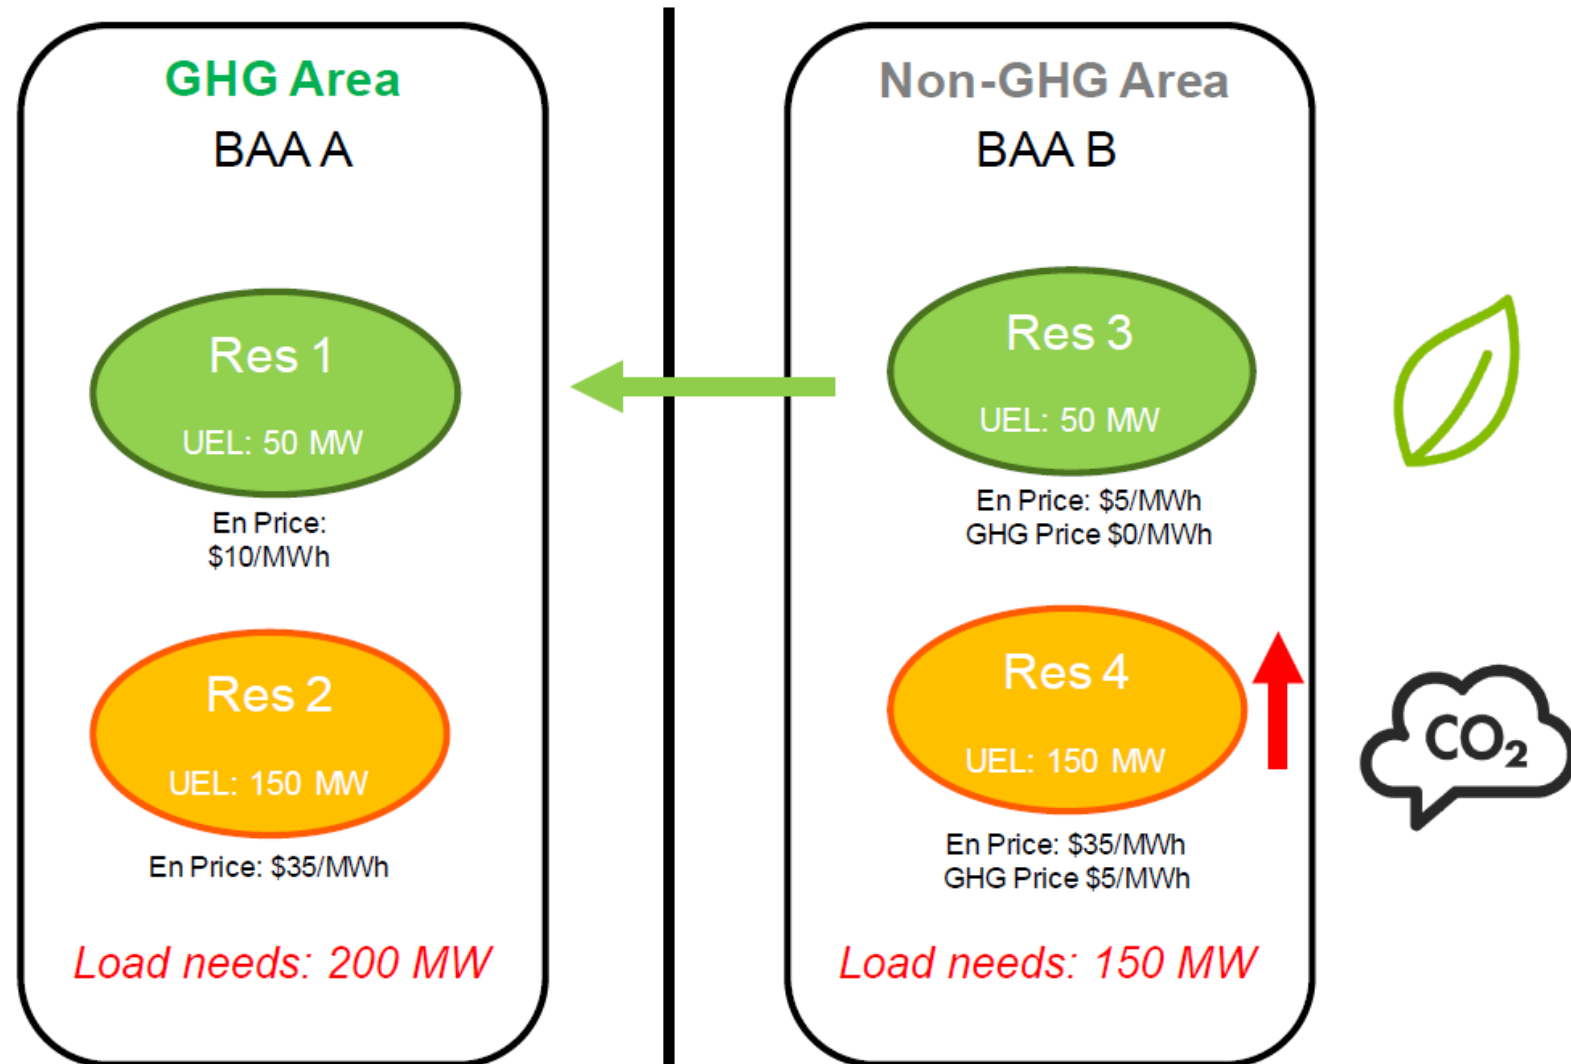 GHG Area
BAA A
Res 1
UEL: 50 MW
En Price:
$10/MWh
Res 2
UEL: 150 MW
En Price: $35/MWh
Load needs: 200 MW
Non-GHG Area
BAA B
Res 3
UEL: 50 MW
En Price: $5/MWh
GHG Price $0/MWh
Res 4
UEL: 150 MW
En Price: $35/MWh
GHG Price $5/MWh
Load needs: 150 MW
CO₂